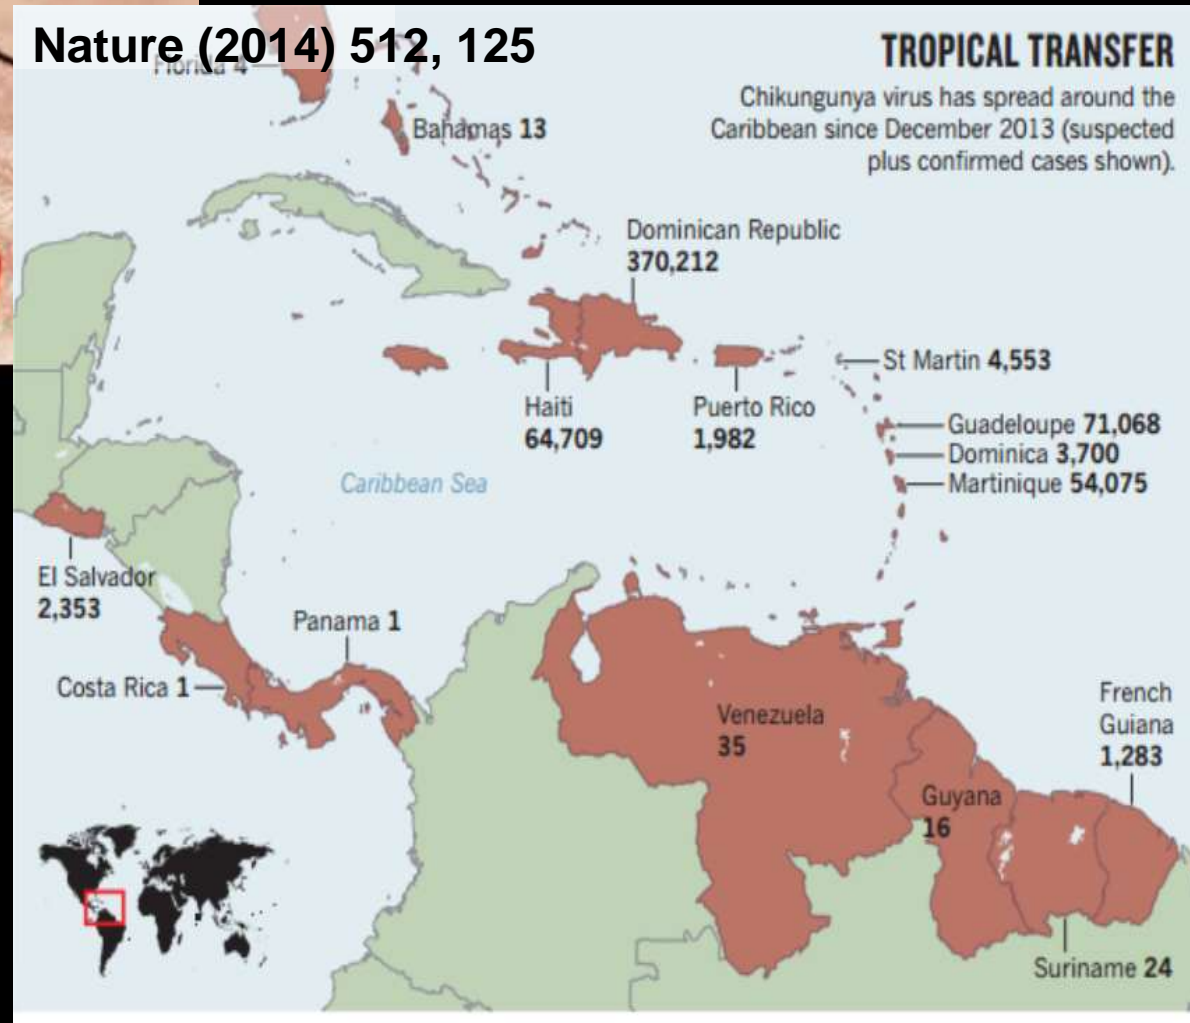 Nature (2014) 512, 125
TROPICAL TRANSFER
Chikungunya virus has spread around the
Caribbean since December 2013 (suspected
plus confirmed cases shown).
Florida 4
Bahamas 13
Dominican Republic
370,212
St Martin 4,553
Haiti
64,709
Puerto Rico
1,982
Guadeloupe 71,068
Dominica 3,700
Martinique 54,075
Caribbean Sea
El Salvador
2,353
Panama 1
Costa Rica 1
Venezuela
35
French
Guiana
1,283
Guyana
16
Suriname 24